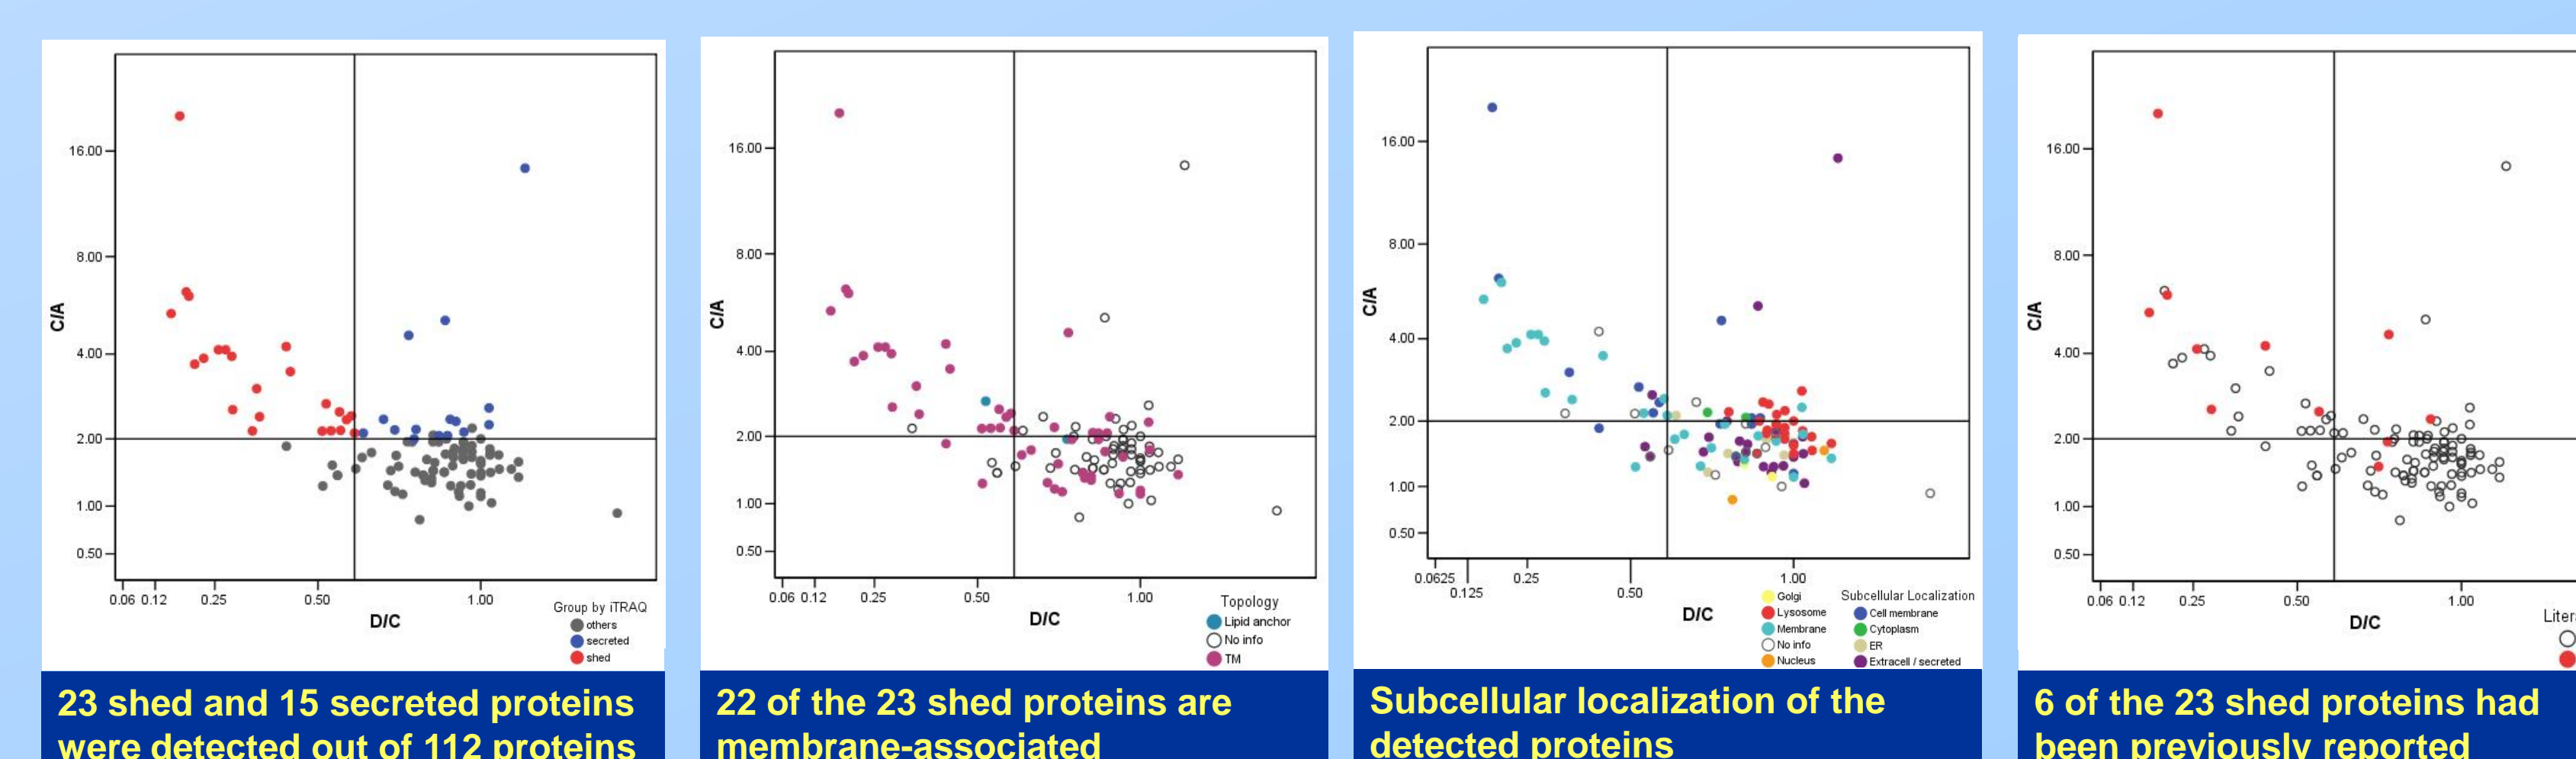 16.00
8.00
4.00
2.00
1.00
0.50
C/A
0.06 0.12 0.25 0.50 1.00
D/C
Group by iTRAQ
others
secreted
shed
23 shed and 15 secreted proteins
were detected out of 112 proteins
16.00
8.00
4.00
2.00
1.00
0.50
C/A
0.06 0.12 0.25 0.50 1.00
D/C
Topology
Lipid anchor
No info
TM
22 of the 23 shed proteins are
membrane-associated
16.00
8.00
4.00
2.00
1.00
0.50
C/A
0.0625 0.25 1.00
0.125 0.50
D/C
Subcellular Localization
Golgi
Lysosome
Membrane
No info
Nucleus
Cell membrane
Cytoplasm
ER
Extracell / secreted
Subcellular localization of the
detected proteins
16.00
8.00
4.00
2.00
1.00
0.50
C/A
0.06 0.12 0.25 0.50 1.00
D/C
6 of the 23 shed proteins had
been previously reported